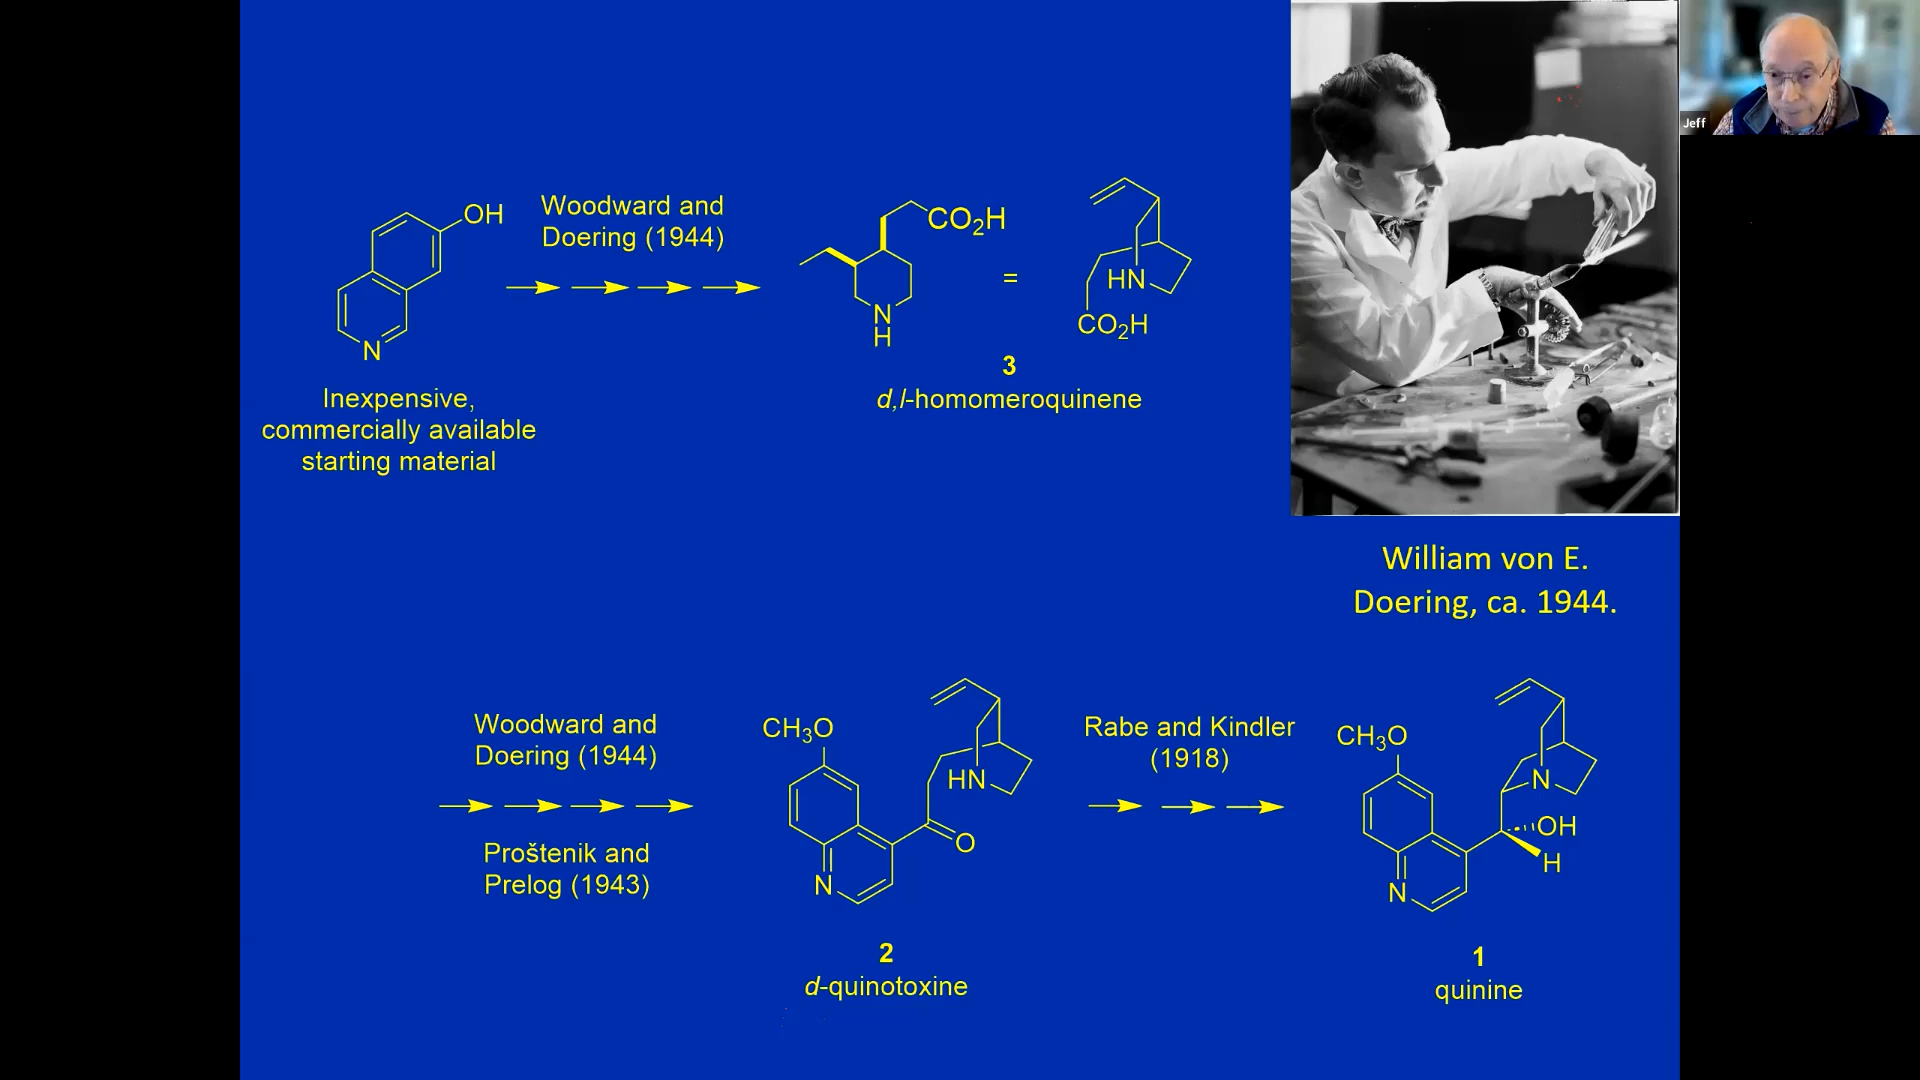 OH
Woodward and
Doering (1944)
N
Inexpensive,
commercially available
starting material
CO₂H
N
H
=
HN
CO₂H
3
d,l-homomeroquinene
Jeff
William von E.
Doering, ca. 1944.
Woodward and
Doering (1944)
Proštenik and
Prelog (1943)
CH₃O
HN
O
N
2
d-quinotoxine
Rabe and Kindler
(1918)
CH₃O
N
OH
H
N
1
quinine